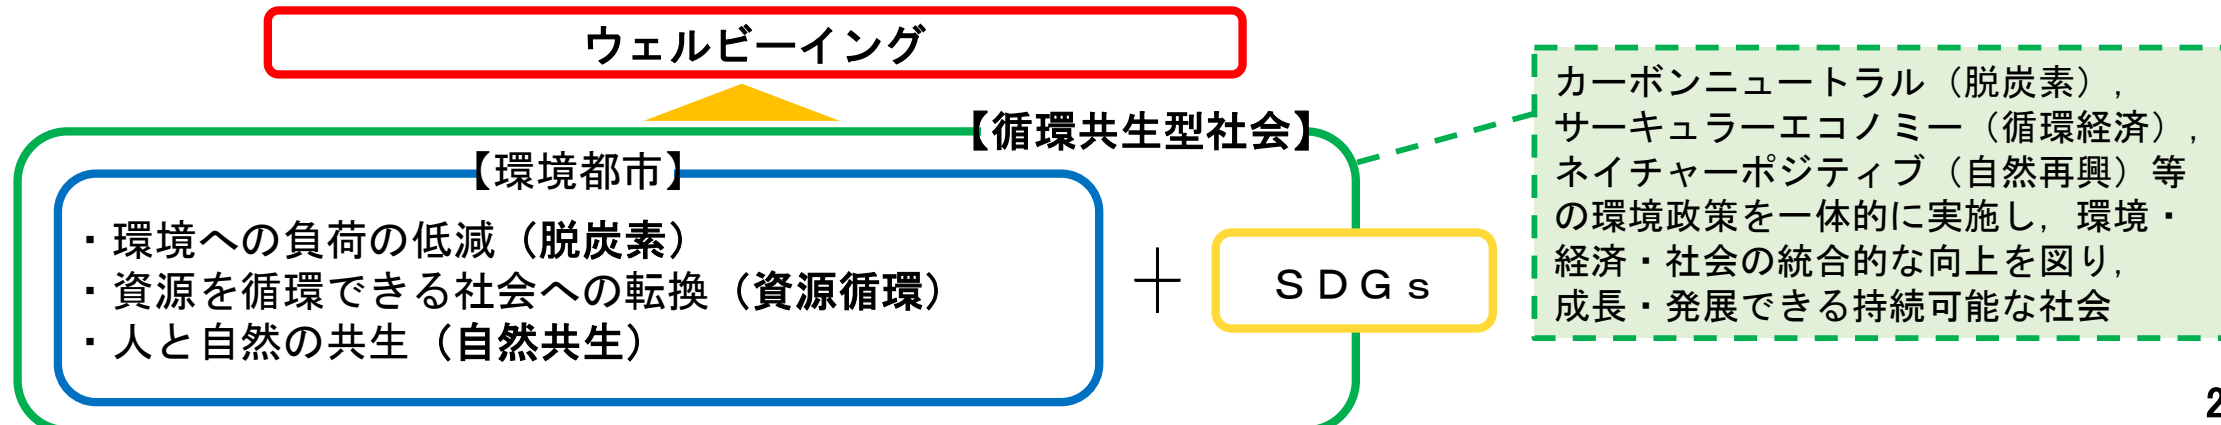 ウェルビーイング
【循環共生型社会】
【環境都市】
・環境への負荷の低減（脱炭素）
・資源を循環できる社会への転換（資源循環）
・人と自然の共生（自然共生）
＋
ＳＤＧｓ
カーボンニュートラル（脱炭素），
サーキュラーエコノミー（循環経済），
ネイチャーポジティブ（自然再興）等
の環境政策を一体的に実施し，環境・
経済・社会の統合的な向上を図り，
成長・発展できる持続可能な社会
2